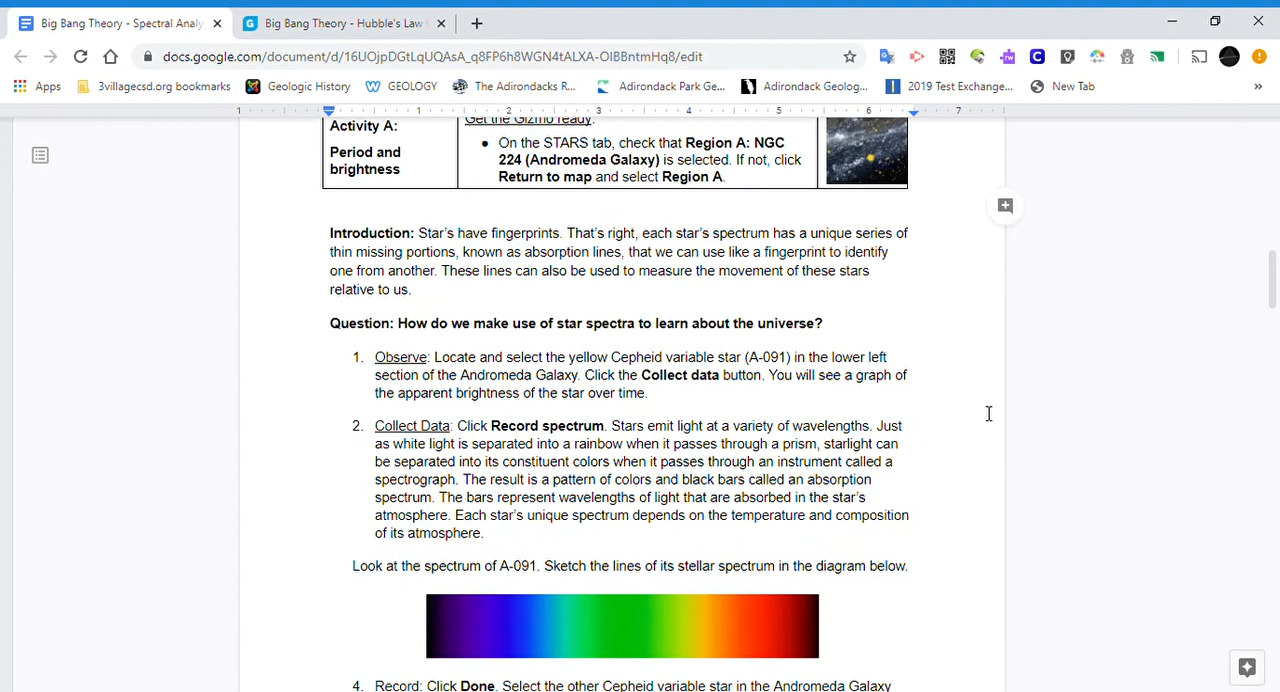 Big Bang Theory - Spectral Analy
Big Bang Theory - Hubble's Law
docs.google.com/document/d/16UOjpDGtLqUQAsA_q8FP6h8WGN4tALXA-OIBBntmHq8/edit
Apps 3villagecsd.org bookmarks Geologic History GEOLOGY The Adirondacks R... Adirondack Park Ge... Adirondack Geolog... 2019 Test Exchange... New Tab »
1 1 2 3 4 5 6 7
Activity A:
Period and
brightness
Get the Gizmo ready:
● On the STARS tab, check that Region A: NGC
224 (Andromeda Galaxy) is selected. If not, click
Return to map and select Region A.
Introduction: Star's have fingerprints. That's right, each star's spectrum has a unique series of
thin missing portions, known as absorption lines, that we can use like a fingerprint to identify
one from another. These lines can also be used to measure the movement of these stars
relative to us.
Question: How do we make use of star spectra to learn about the universe?
1. Observe: Locate and select the yellow Cepheid variable star (A-091) in the lower left
section of the Andromeda Galaxy. Click the Collect data button. You will see a graph of
the apparent brightness of the star over time.
2. Collect Data: Click Record spectrum. Stars emit light at a variety of wavelengths. Just
as white light is separated into a rainbow when it passes through a prism, starlight can
be separated into its constituent colors when it passes through an instrument called a
spectrograph. The result is a pattern of colors and black bars called an absorption
spectrum. The bars represent wavelengths of light that are absorbed in the star's
atmosphere. Each star's unique spectrum depends on the temperature and composition
of its atmosphere.
Look at the spectrum of A-091. Sketch the lines of its stellar spectrum in the diagram below.
4. Record: Click Done. Select the other Cepheid variable star in the Andromeda Galaxy